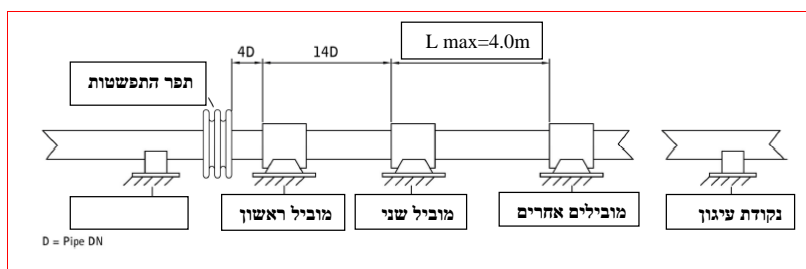 4D
14D
L max=4.0m
תפר התפשטות
מוביל ראשון
מוביל שני
מובילים אחרים
נקודת עיגון
D = Pipe DN